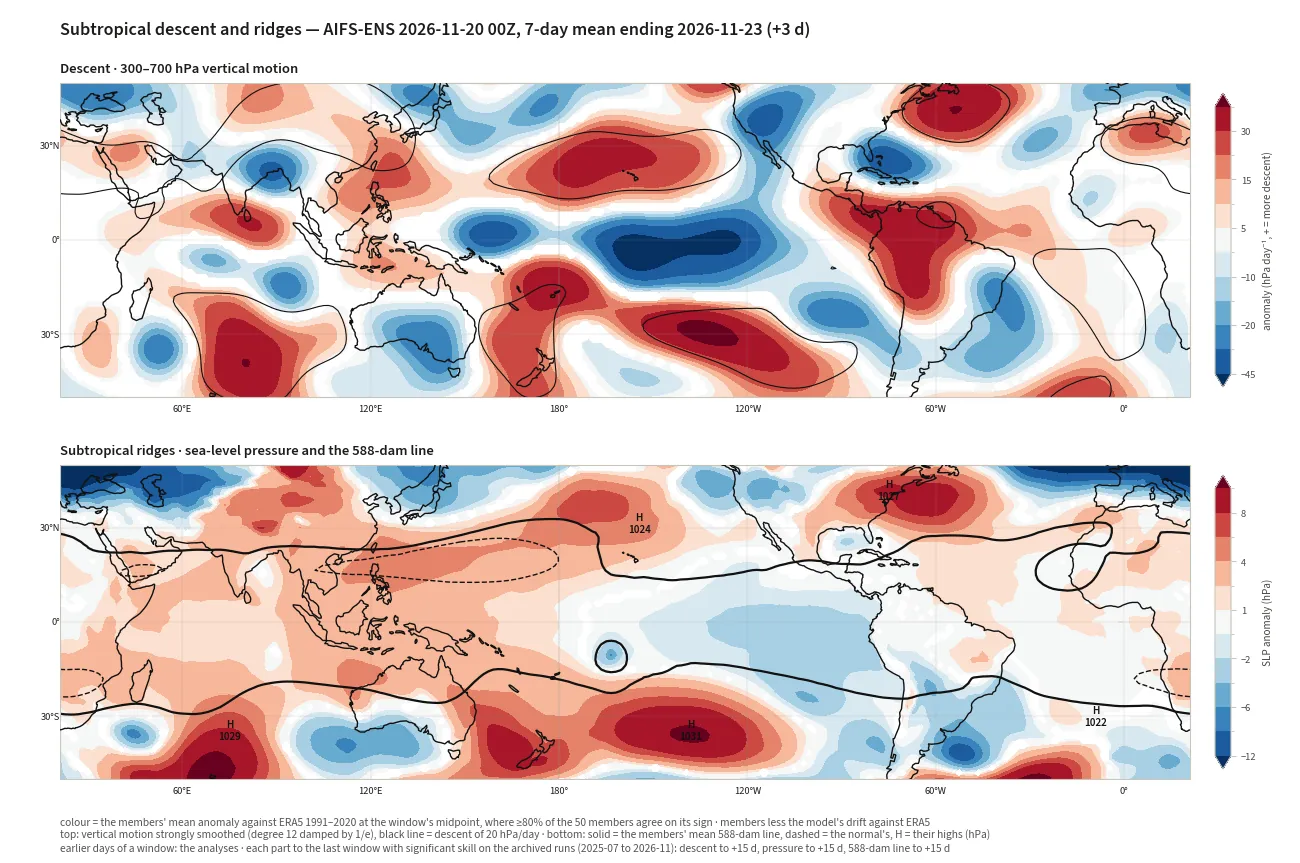 Subtropical descent and ridges — AIFS-ENS 2026-11-20 00Z, 7-day mean ending 2026-11-23 (+3 d)
Descent · 300–700 hPa vertical motion
30°N
0°
30°S
60°E
120°E
180°
120°W
60°W
0°
30
15
5
−10
−20
−45
anomaly (hPa day⁻¹, + = more descent)
Subtropical ridges · sea-level pressure and the 588-dam line
30°N
0°
30°S
H
1024
H
1027
H
1029
H
1031
H
1022
60°E
120°E
180°
120°W
60°W
0°
8
4
1
−2
−6
−12
SLP anomaly (hPa)
colour = the members' mean anomaly against ERA5 1991–2020 at the window's midpoint, where ≥80% of the 50 members agree on its sign · members less the model's drift against ERA5
top: vertical motion strongly smoothed (degree 12 damped by 1/e), black line = descent of 20 hPa/day · bottom: solid = the members' mean 588-dam line, dashed = the normal's, H = their highs (hPa)
earlier days of a window: the analyses · each part to the last window with significant skill on the archived runs (2025-07 to 2026-11): descent to +15 d, pressure to +15 d, 588-dam line to +15 d